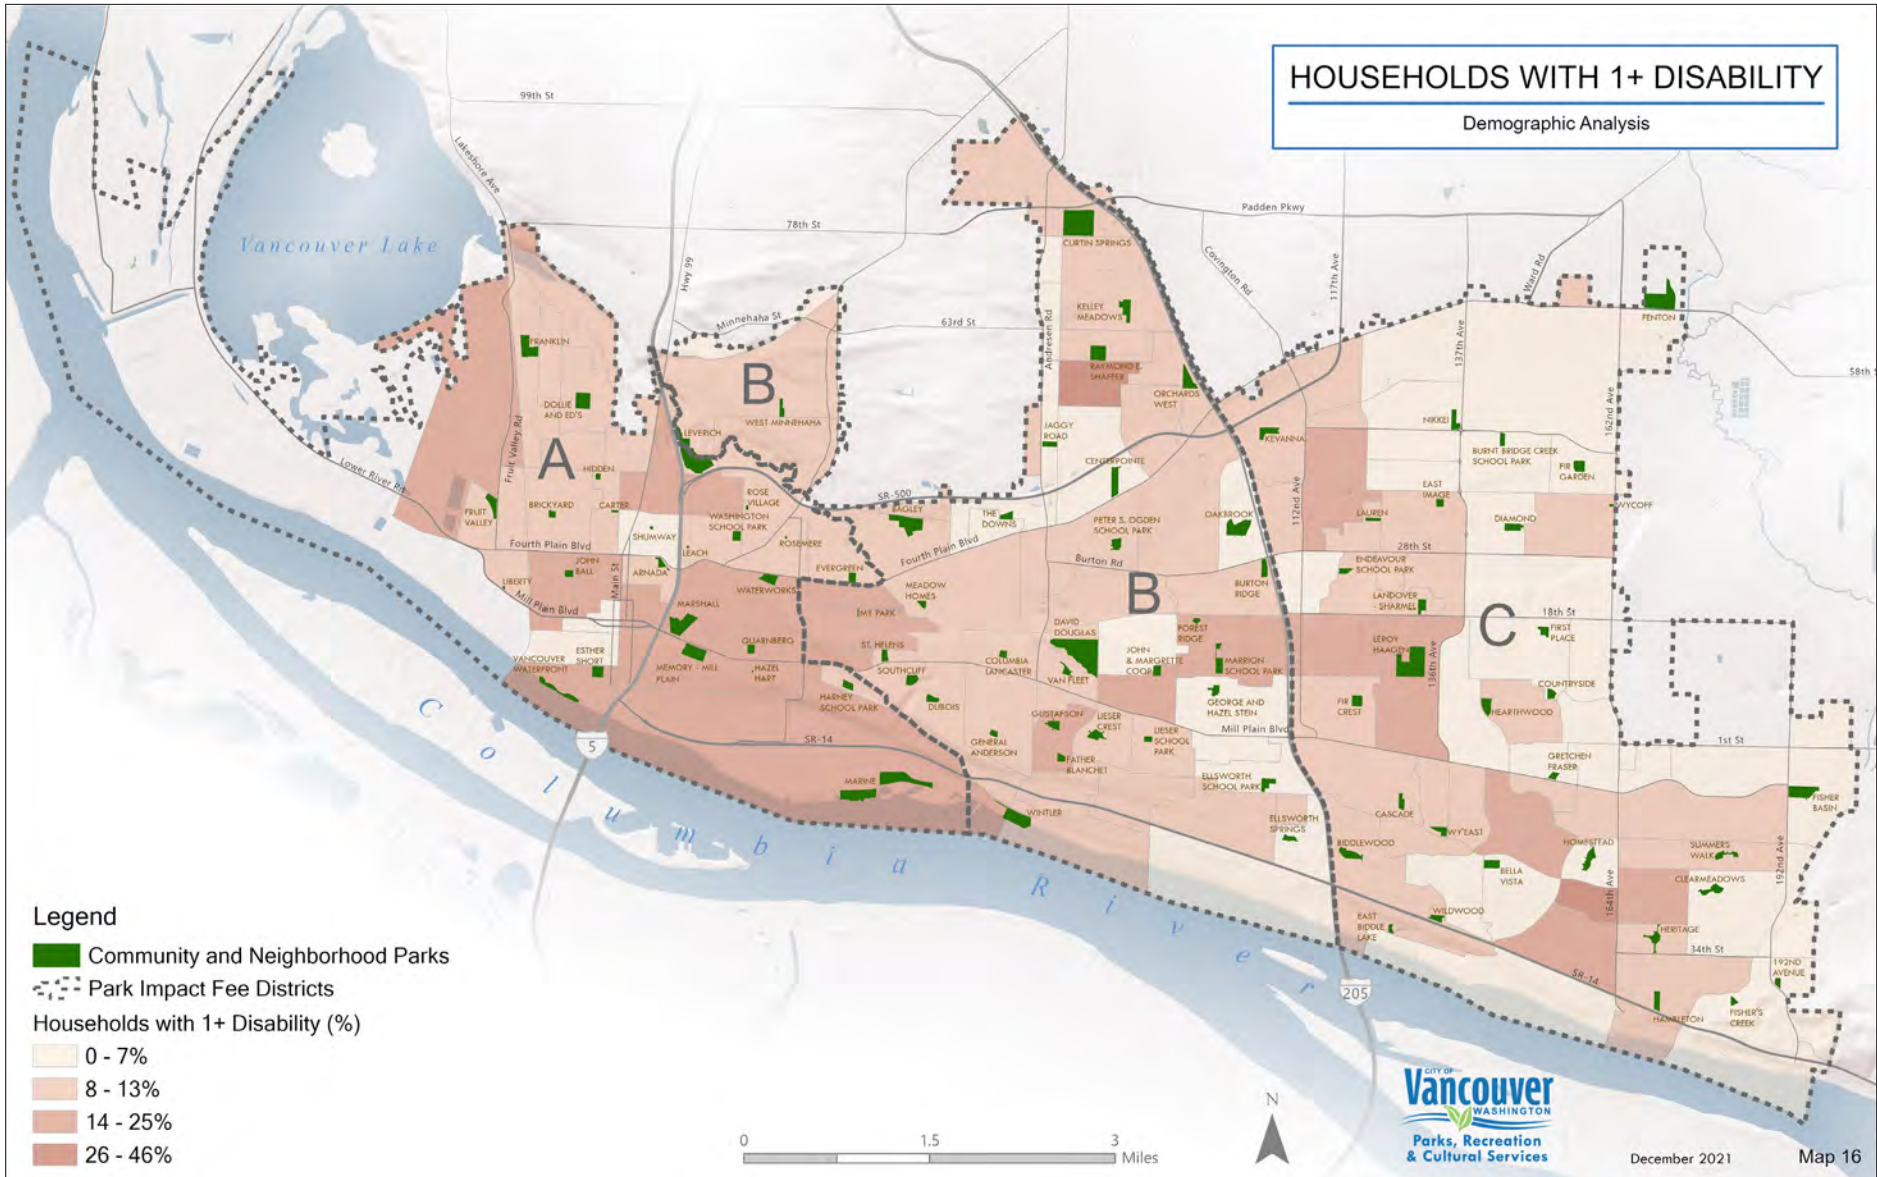 HOUSEHOLDS WITH 1+ DISABILITY
Demographic Analysis
99th St
Lakeshore Ave
78th St
Padden Pkwy
Vancouver Lake
Hwy 99
Minnehaha St
63rd St
Andresen Rd
Covington Rd
117th Ave
137th Ave
Ward Rd
162nd Ave
58th S
CURTIN SPRINGS
KELLEY
MEADOWS
FENTON
FRANKLIN
RAYMOND E.
SHAFFER
ORCHARDS
WEST
B
WEST MINNEHAHA
DOLLIE
AND ED'S
Fruit Valley Rd
LEVERICH
JAGGY
ROAD
KEVANNA
NIKKEI
BURNT BRIDGE CREEK
SCHOOL PARK
FIR
GARDEN
A
HIDDEN
CENTERPOINTE
Lower River Rd
SR-500
ROSE
VILLAGE
EAST
IMAGE
WYCOFF
FRUIT
VALLEY
BRICKYARD
CARTER
WASHINGTON
SCHOOL PARK
BAGLEY
THE
DOWNS
PETER S. OGDEN
SCHOOL PARK
OAKBROOK
112nd Ave
LAUREN
DIAMOND
SHUMWAY
LEACH
ROSEMERE
Fourth Plain Blvd
Fourth Plain Blvd
Burton Rd
28th St
JOHN
BALL
ARNADA
EVERGREEN
WATERWORKS
MEADOW
HOMES
BURTON
RIDGE
ENDEAVOUR
SCHOOL PARK
LIBERTY
Main St
Mill Plain Blvd
MARSHALL
EMY PARK
B
LANDOVER
- SHARMEL
18th St
C
FIRST
PLACE
DAVID
DOUGLAS
FOREST
RIDGE
LEROY
HAAGEN
136th Ave
QUARNBERG
ST. HELENS
VANCOUVER
WATERFRONT
ESTHER
SHORT
MEMORY - MILL
PLAIN
HAZEL
HART
SOUTHCLIFF
COLUMBIA
LANCASTER
VAN FLEET
JOHN
& MARGRETTE
COOP
MARRION
SCHOOL PARK
COUNTRYSIDE
HARNEY
SCHOOL PARK
DUBOIS
GEORGE AND
HAZEL STEIN
FIR
CREST
HEARTHWOOD
GUSTAFSON
LIESER
CREST
LIESER
SCHOOL
PARK
Mill Plain Blvd
1st St
SR-14
GENERAL
ANDERSON
FATHER
BLANCHET
GRETCHEN
FRASER
MARINE
ELLSWORTH
SCHOOL PARK
FISHER
BASIN
5
WINTLER
ELLSWORTH
SPRINGS
CASCADE
WY'EAST
BIDDLEWOOD
HOMESTEAD
SUMMERS
WALK
192nd Ave
Columbia River
BELLA
VISTA
CLEARMEADOWS
164th Ave
EAST
BIDDLE
LAKE
WILDWOOD
HERITAGE
34th St
192ND
AVENUE
SR-14
205
HAMBLETON
FISHER'S
CREEK
Legend
Community and Neighborhood Parks
Park Impact Fee Districts
Households with 1+ Disability (%)
0 - 7%
8 - 13%
14 - 25%
26 - 46%
0 1.5 3
Miles
N
CITY OF
Vancouver
WASHINGTON
Parks, Recreation
& Cultural Services
December 2021
Map 16